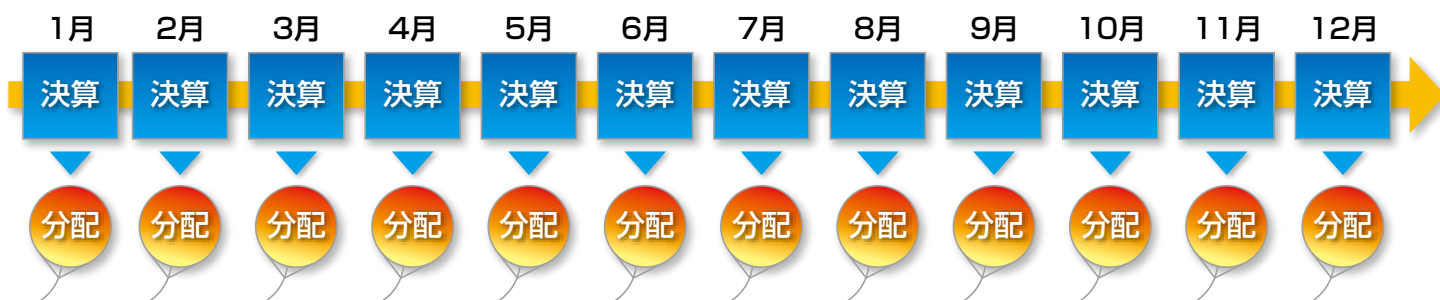 1月 2月 3月 4月 5月 6月 7月 8月 9月 10月 11月 12月
決算 決算 決算 決算 決算 決算 決算 決算 決算 決算 決算 決算
分配 分配 分配 分配 分配 分配 分配 分配 分配 分配 分配 分配